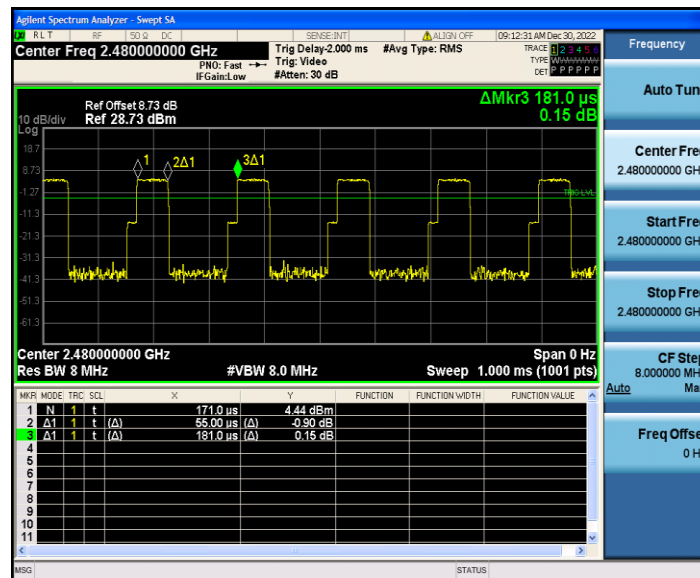 Agilent Spectrum Analyzer - Swept SA
LXI R L T RF 50 Ω DC SENSE:INT ALIGN OFF 09:12:31 AM Dec 30, 2022
Center Freq 2.480000000 GHz
PNO: Fast
IFGain:Low
Trig Delay-2.000 ms
Trig: Video
#Atten: 30 dB
#Avg Type: RMS
TRACE 1 2 3 4 5 6
TYPE
DET P P P P P P
ΔMkr3 181.0 µs
0.15 dB
Ref Offset 8.73 dB
10 dB/div Ref 28.73 dBm
Log
18.7
8.73
-1.27
-11.3
-21.3
-31.3
-41.3
-51.3
-61.3
1
2Δ1
3Δ1
TRIG LVL
Center 2.480000000 GHz Span 0 Hz
Res BW 8 MHz #VBW 8.0 MHz Sweep 1.000 ms (1001 pts)
MKR MODE TRC SCL X Y FUNCTION FUNCTION WIDTH FUNCTION VALUE
1 N 1 t 171.0 µs 4.44 dBm
2 Δ1 1 t (Δ) 55.00 µs (Δ) -0.90 dB
3 Δ1 1 t (Δ) 181.0 µs (Δ) 0.15 dB
4
5
6
7
8
9
10
11
MSG STATUS
Frequency
Auto Tun
Center Fre
2.480000000 GH
Start Fre
2.480000000 GH
Stop Fre
2.480000000 GH
CF Ste
8.000000 MH
Auto Ma
Freq Offse
0 H